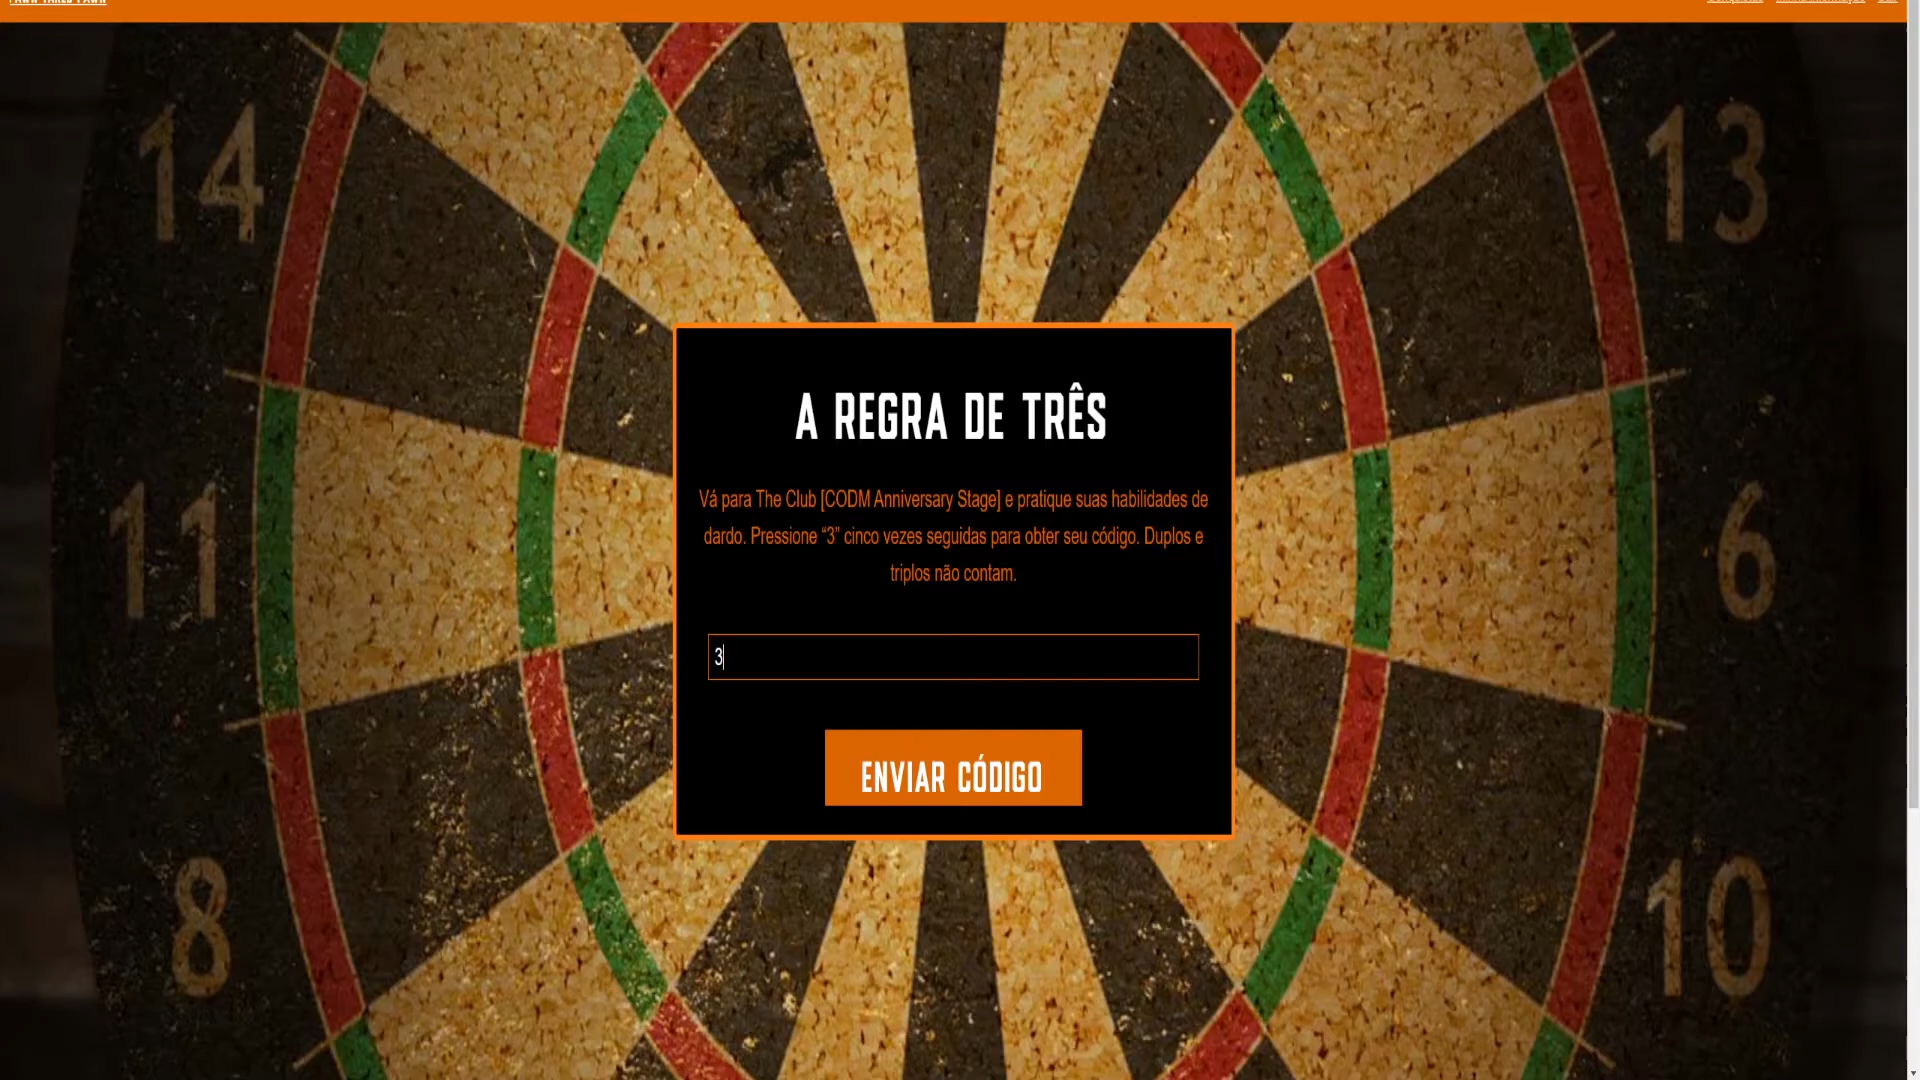 14
13
A REGRA DE TRÊS
Vá para The Club [CODM Anniversary Stage] e pratique suas habilidades de
dardo. Pressione “3” cinco vezes seguidas para obter seu código. Duplos e
triplos não contam.
11
6
3
ENVIAR CÓDIGO
8
10